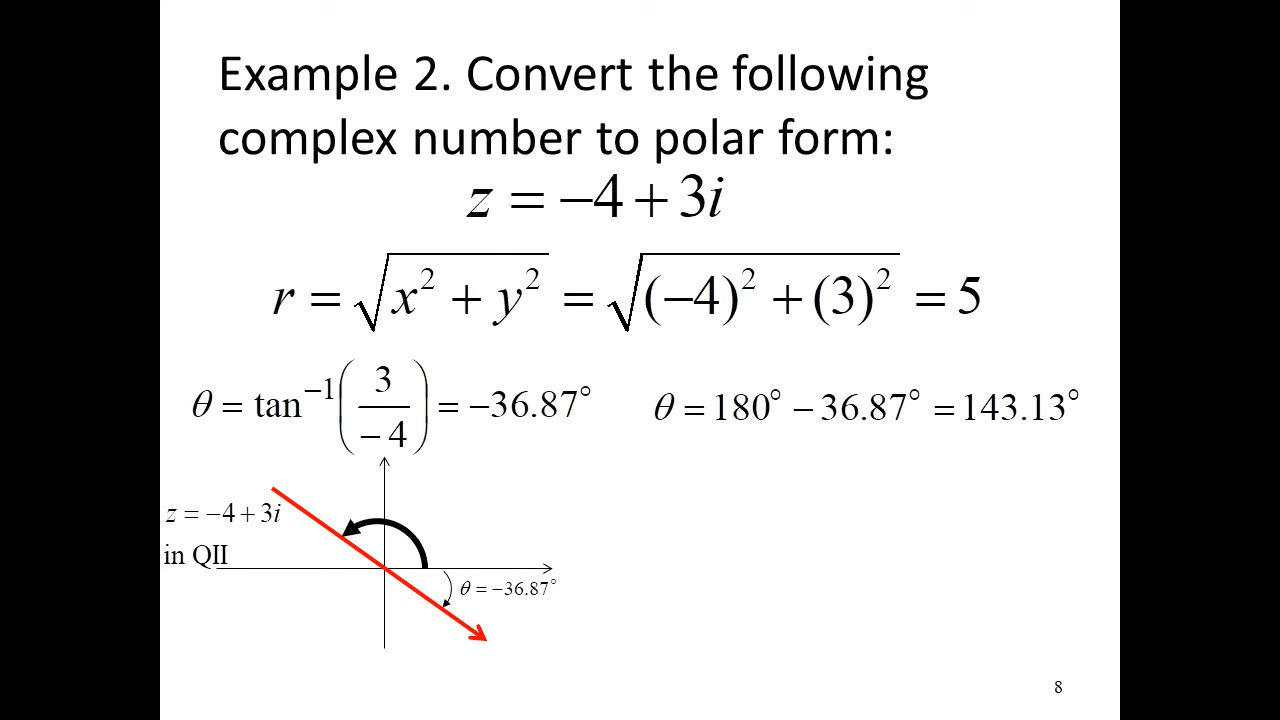 Example 2. Convert the following
complex number to polar form:
z = −4 + 3i
r = √(x² + y²) = √((−4)² + (3)²) = 5
θ = tan⁻¹(3/−4) = −36.87° θ = 180° − 36.87° = 143.13°
z = −4 + 3i
in QII
θ = −36.87°
8